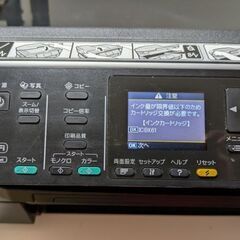 注意
インク量が限界値以下のため
カートリッジ交換が必要です。
【インクカートリッジ】
OK 次へ
源
写真
コピー
ズーム/
表示切替
コピー倍率
印刷品質
スタート
スタート
モノクロ
カラー
両面設定
セットアップ
ヘルプ
リセット
OK